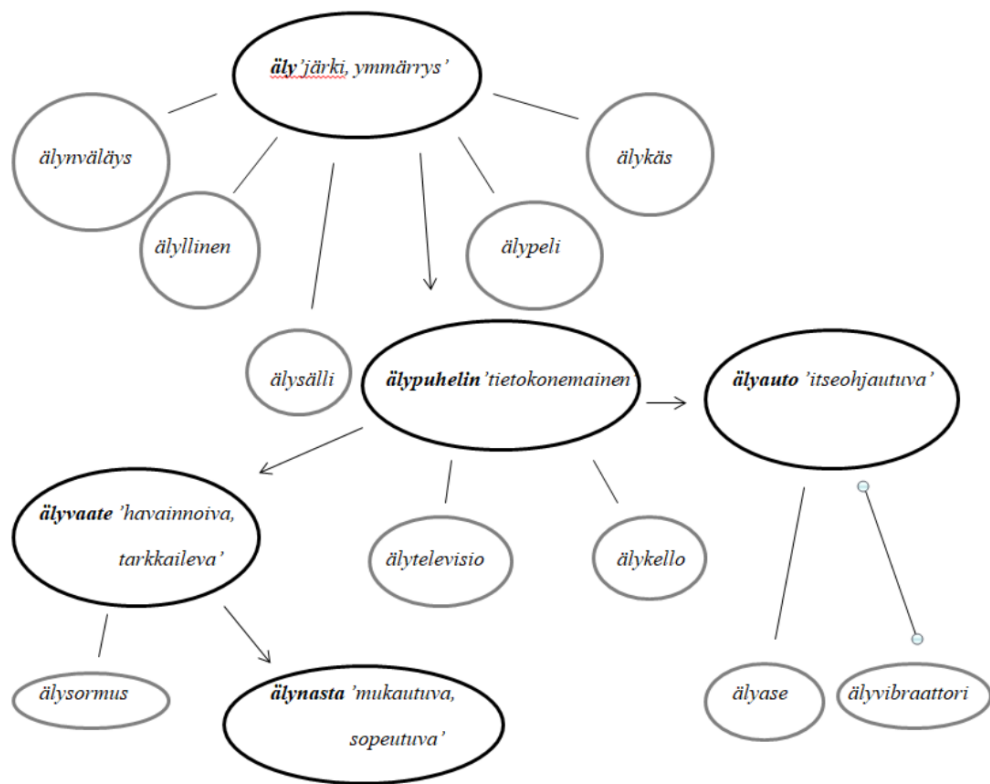 äly ’järki, ymmärrys’
älynväläys
älykäs
älyllinen
älypeli
älysälli
älypuhelin ’tietokonemainen’
älyauto ’itseohjautuva’
älyvaate ’havainnoiva,
tarkkaileva’
älytelevisio
älykello
älysormus
älynasta ’mukautuva,
sopeutuva’
älyase
älyvibraattori